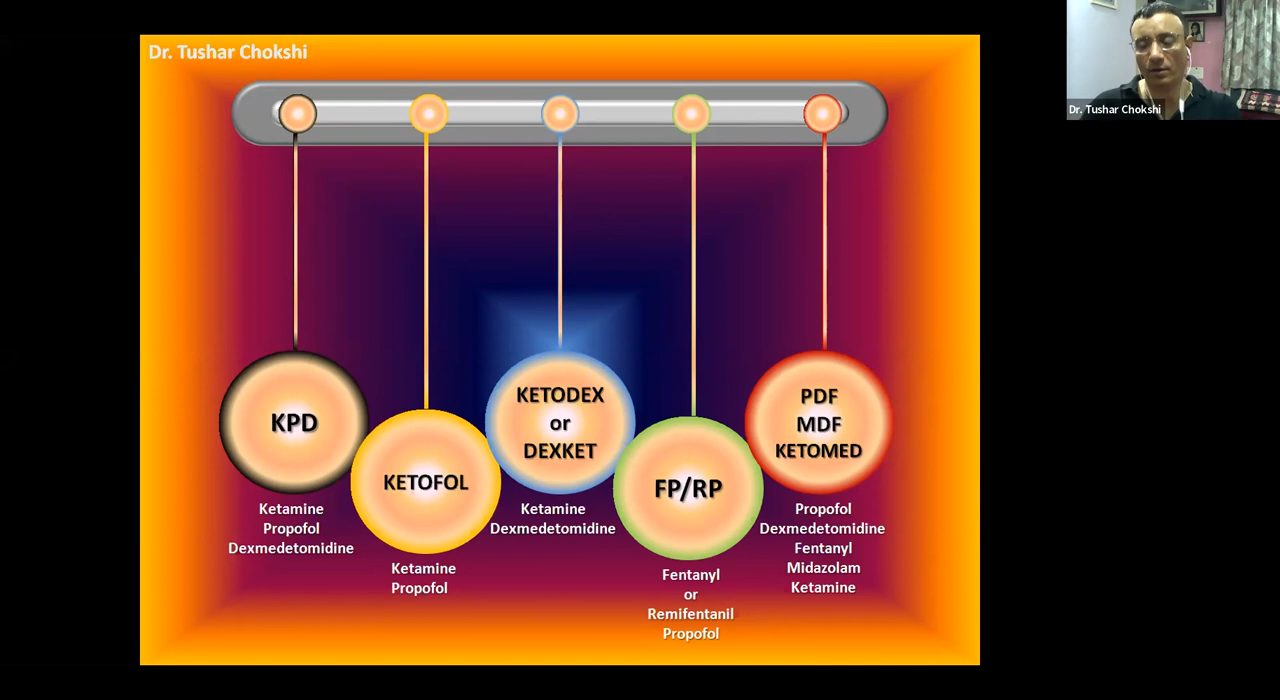 Dr. Tushar Chokshi
Dr. Tushar Chokshi
KPD
Ketamine
Propofol
Dexmedetomidine
KETOFOL
Ketamine
Propofol
KETODEX
or
DEXKET
Ketamine
Dexmedetomidine
FP/RP
Fentanyl
or
Remifentanil
Propofol
PDF
MDF
KETOMED
Propofol
Dexmedetomidine
Fentanyl
Midazolam
Ketamine